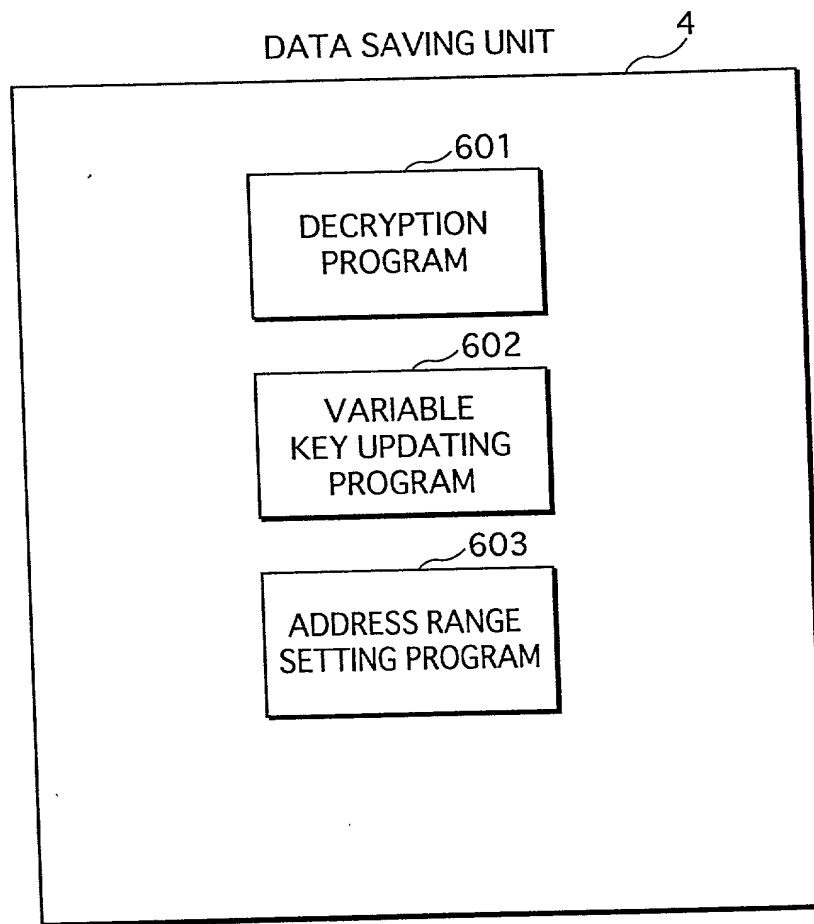 DATA SAVING UNIT
4
601
DECRYPTION
PROGRAM
602
VARIABLE
KEY UPDATING
PROGRAM
603
ADDRESS RANGE
SETTING PROGRAM